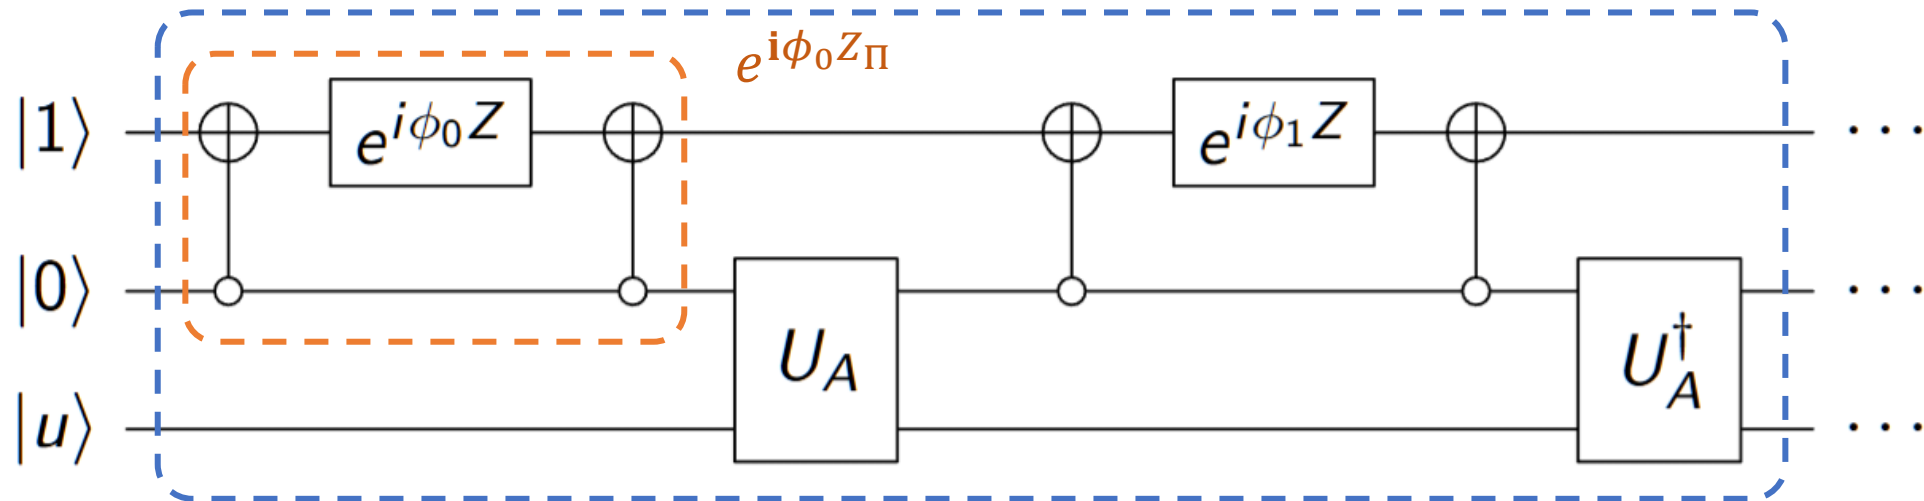 e^{iϕ₀Z_Π}
|1⟩ e^{iϕ₀Z} e^{iϕ₁Z} ···
|0⟩ ···
U_A U_A^†
|u⟩ ···